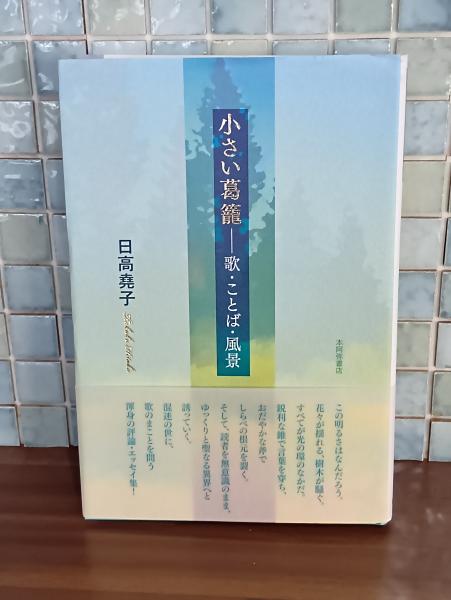 小さい葛籠――歌・ことば・風景
日高堯子
Takako Hidaka
本阿弥書店
この明るさはなんだろう。
花々が揺れる、樹木が騒ぐ。
すべてが光の環のなかだ。
鋭利な錐で言葉を穿ち、
おだやかな斧で
しらべの根元を裂く。
そして、読者を無意識のまま、
ゆっくりと聖なる異界へと
誘っていく。
混迷の世に、
歌のまことを問う
渾身の評論・エッセイ集!